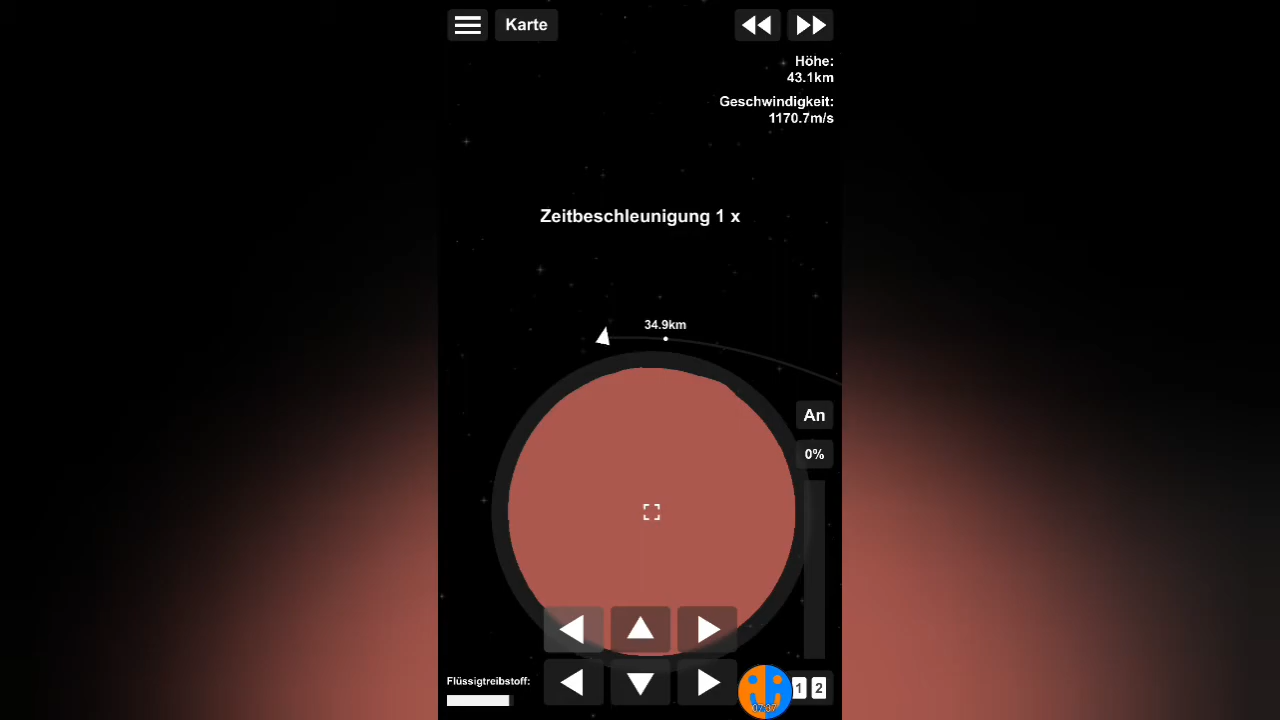 Karte
Höhe:
43.1km
Geschwindigkeit:
1170.7m/s
Zeitbeschleunigung 1 x
34.9km
An
0%
Flüssigtreibstoff:
1 2